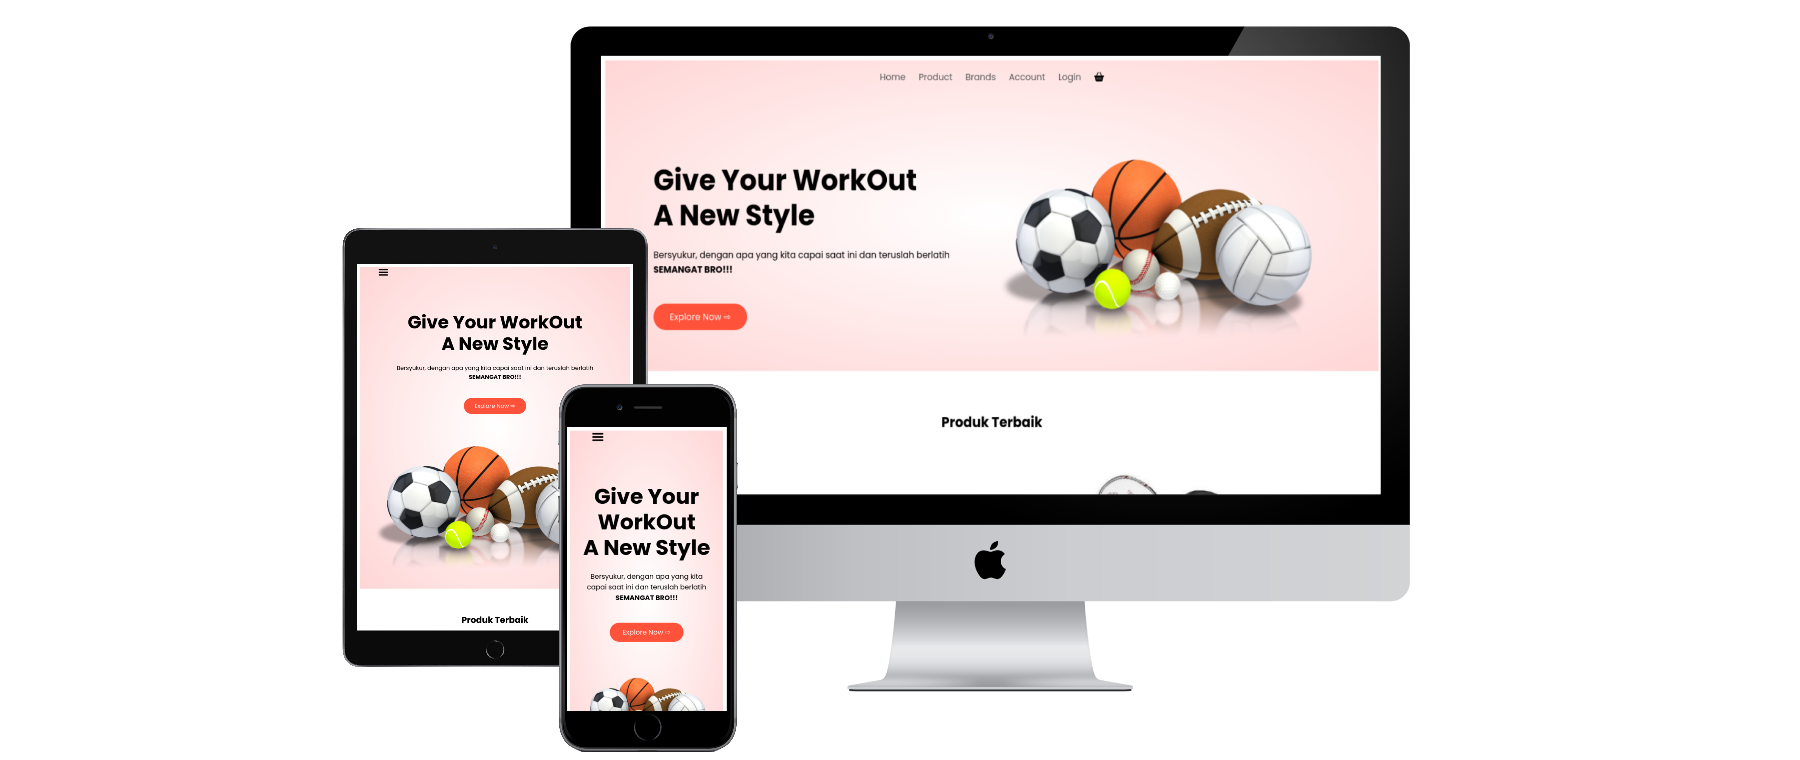 Home Product Brands Account Login
Give Your WorkOut
A New Style
Bersyukur, dengan apa yang kita capai saat ini dan teruslah berlatih
SEMANGAT BRO!!!
Explore Now ⇨
Produk Terbaik
Give Your WorkOut
A New Style
Bersyukur, dengan apa yang kita capai saat ini dan teruslah berlatih
SEMANGAT BRO!!!
Explore Now ⇨
Produk Terbaik
Give Your
WorkOut
A New Style
Bersyukur, dengan apa yang kita
capai saat ini dan teruslah berlatih
SEMANGAT BRO!!!
Explore Now ⇨